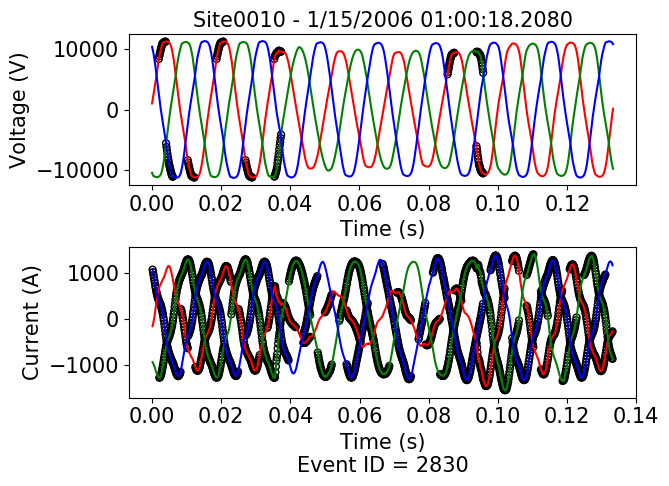 Site0010 - 1/15/2006 01:00:18.2080
10000
0
−10000
Voltage (V)
0.00 0.02 0.04 0.06 0.08 0.10 0.12
Time (s)
1000
0
−1000
Current (A)
0.00 0.02 0.04 0.06 0.08 0.10 0.12 0.14
Time (s)
Event ID = 2830